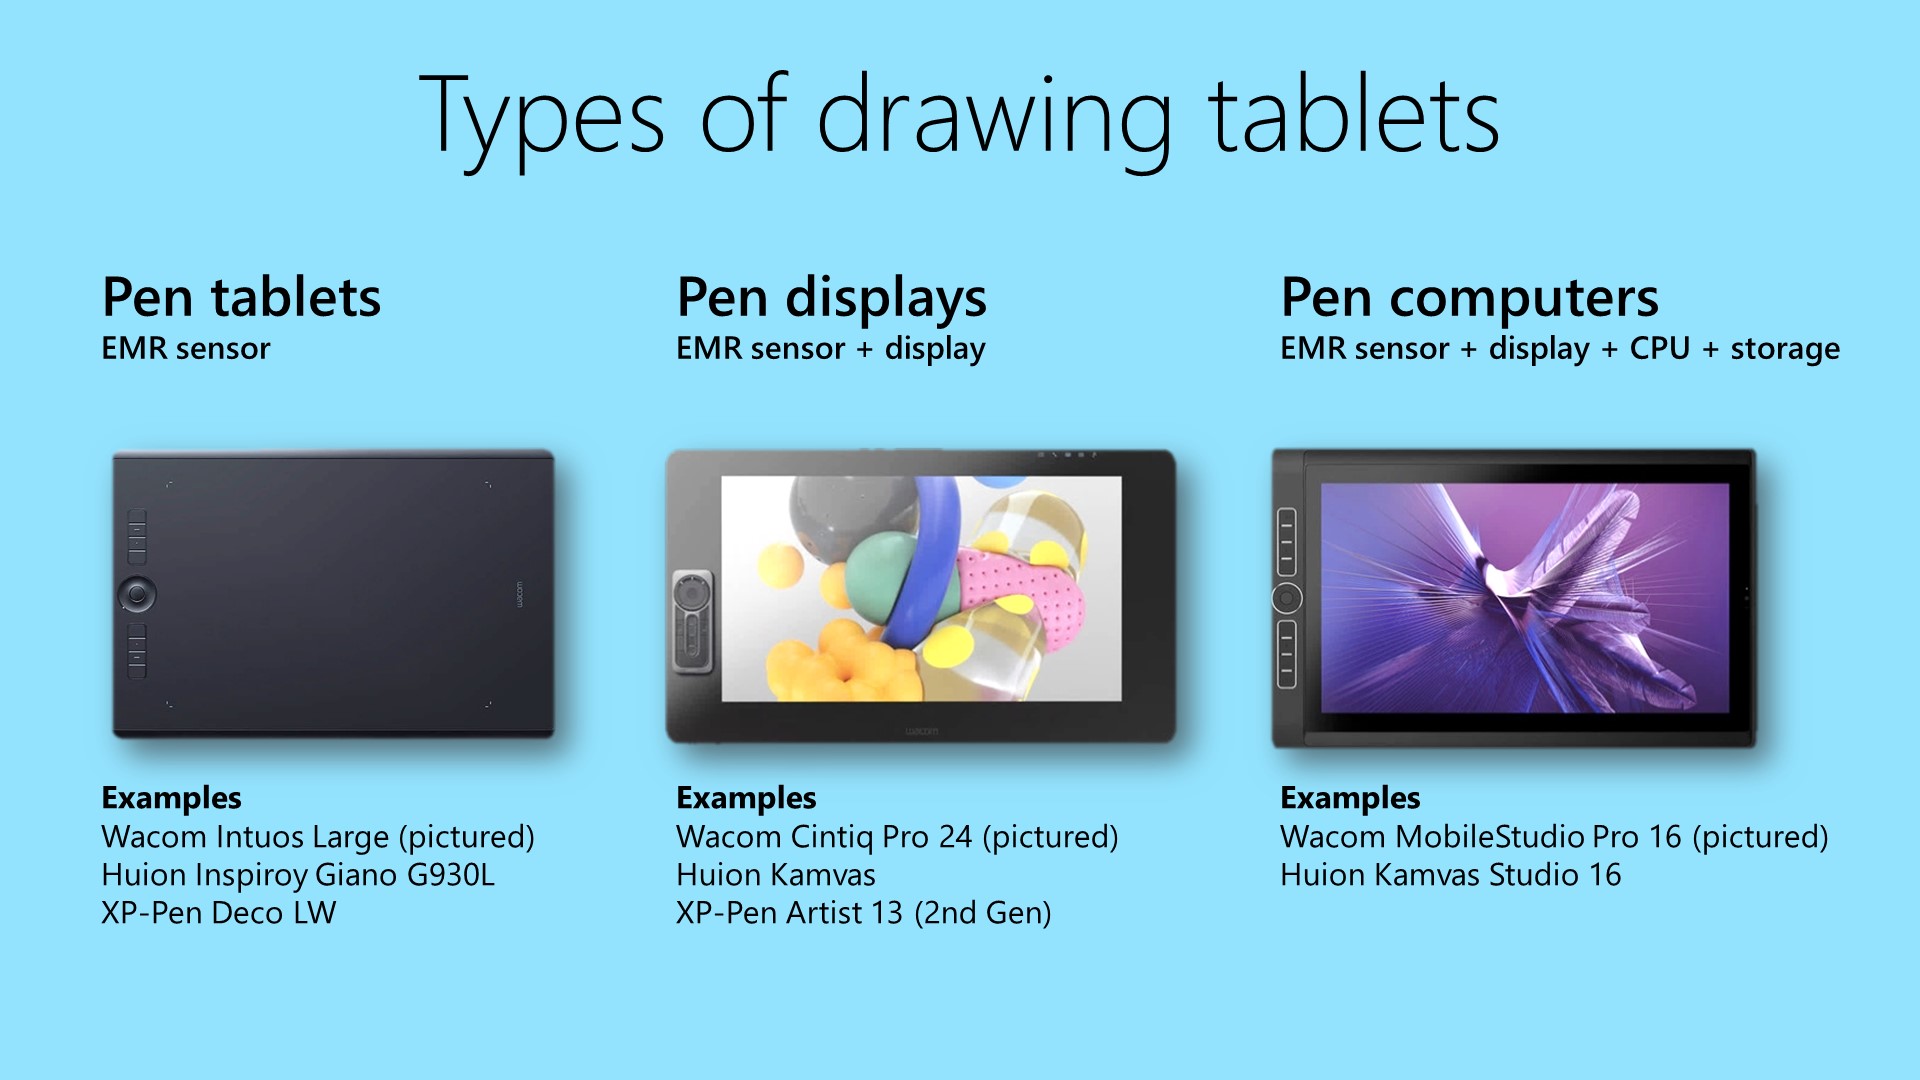 Types of drawing tablets
Pen tablets
EMR sensor
wacom
Examples
Wacom Intuos Large (pictured)
Huion Inspiroy Giano G930L
XP-Pen Deco LW
Pen displays
EMR sensor + display
wacom
Examples
Wacom Cintiq Pro 24 (pictured)
Huion Kamvas
XP-Pen Artist 13 (2nd Gen)
Pen computers
EMR sensor + display + CPU + storage
Examples
Wacom MobileStudio Pro 16 (pictured)
Huion Kamvas Studio 16